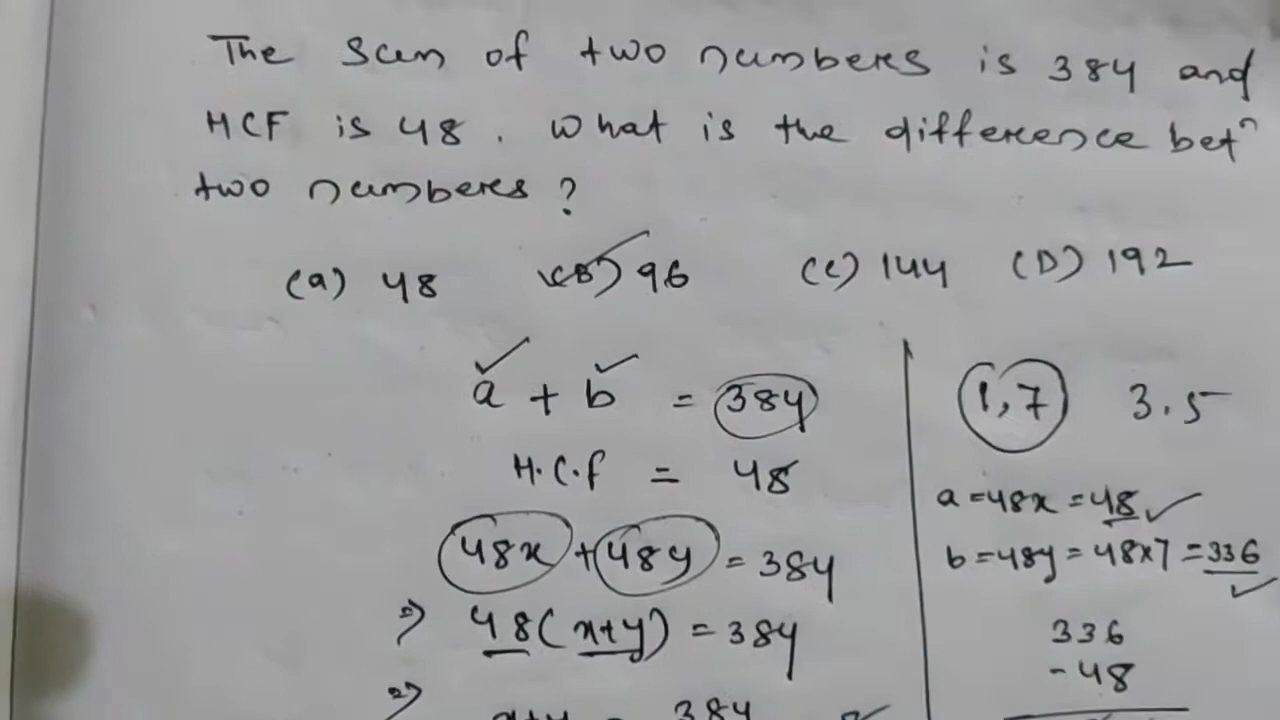 The sum of two numbers is 384 and
HCF is 48. What is the difference betn
two numbers?
(a) 48 (B) 96 (C) 144 (D) 192
a + b = 384
H.C.f = 48
48x + 48y = 384
⇒ 48(x+y) = 384
⇒ x+y = 384
1,7 3.5
a = 48x = 48 ✓
b = 48y = 48x7 = 336
336
- 48